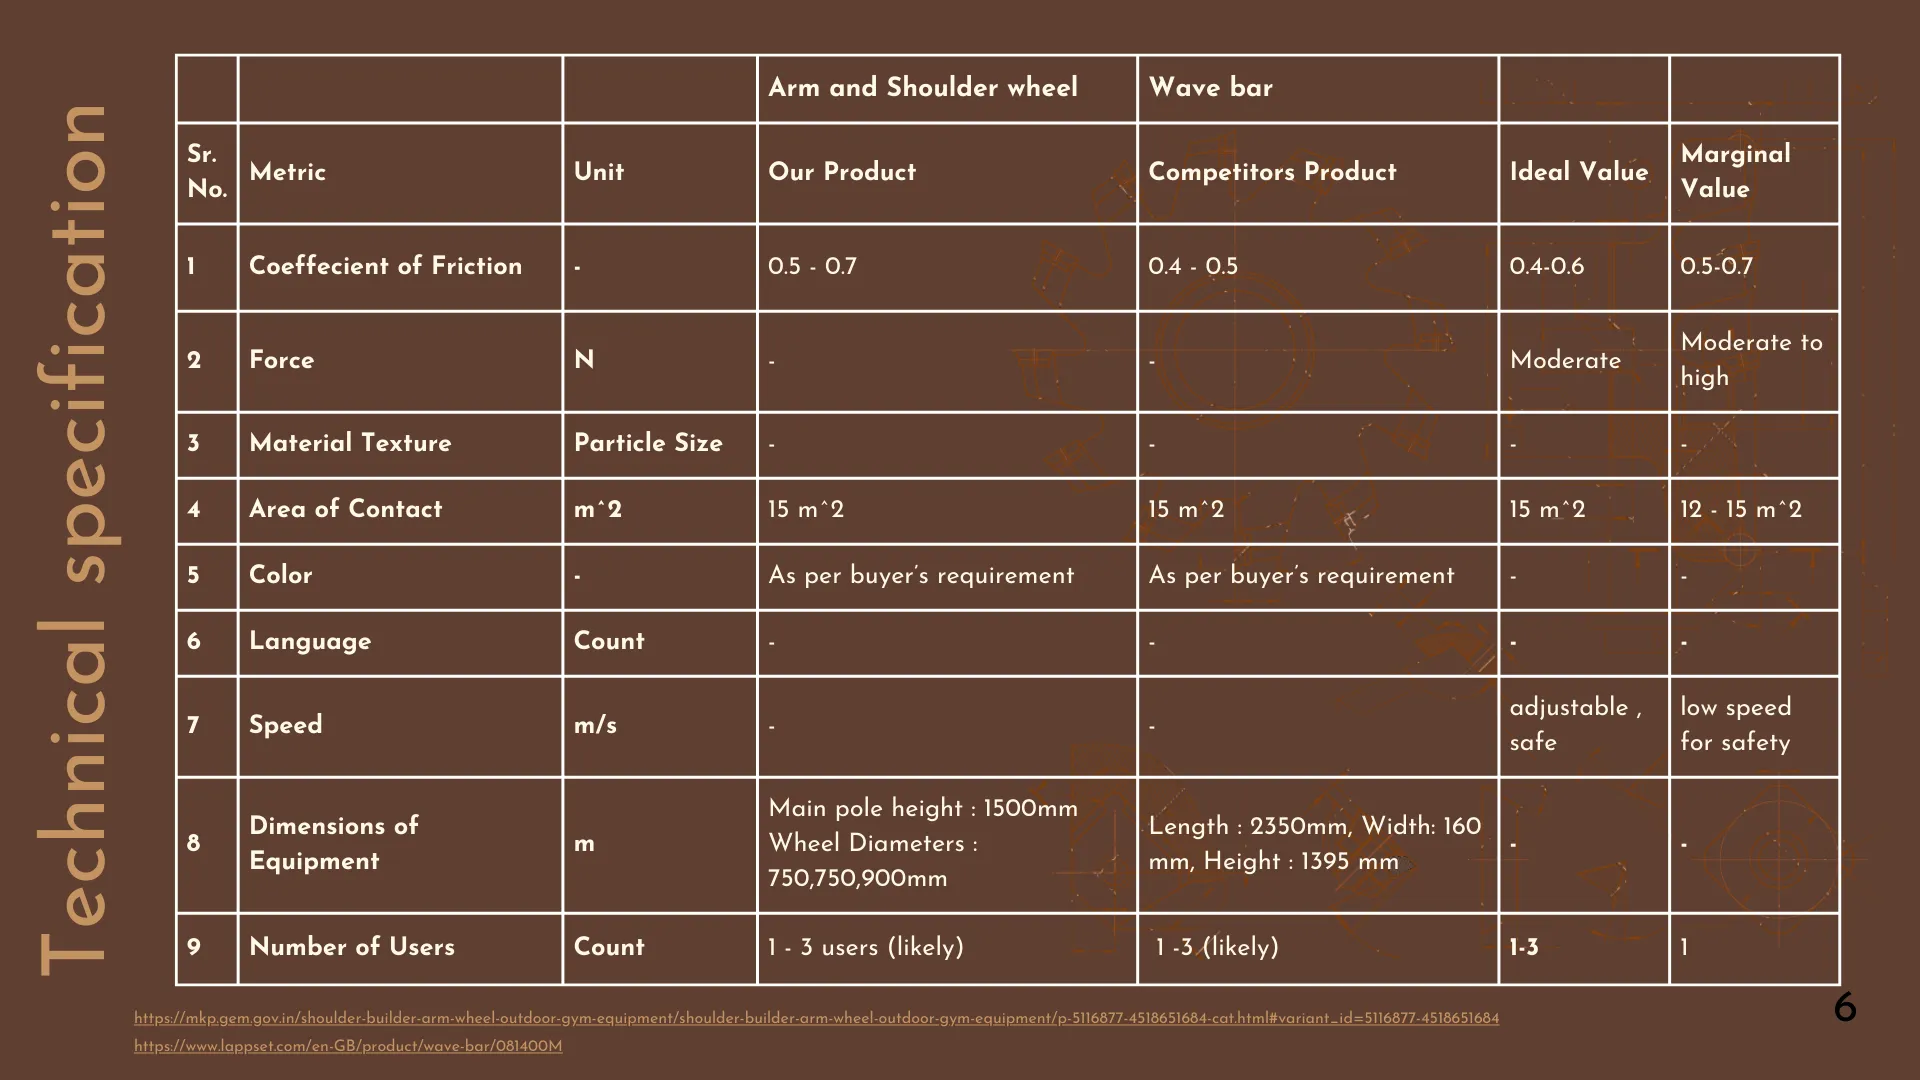 Technical specification
Arm and Shoulder wheel Wave bar
Sr. No. Metric Unit Our Product Competitors Product Ideal Value Marginal Value
1 Coeffecient of Friction - 0.5 - 0.7 0.4 - 0.5 0.4-0.6 0.5-0.7
2 Force N - - Moderate Moderate to high
3 Material Texture Particle Size - - - -
4 Area of Contact m^2 15 m^2 15 m^2 15 m^2 12 - 15 m^2
5 Color - As per buyer's requirement As per buyer's requirement - -
6 Language Count - - - -
7 Speed m/s - - adjustable , safe low speed for safety
8 Dimensions of Equipment m Main pole height : 1500mm Wheel Diameters : 750,750,900mm Length : 2350mm, Width: 160 mm, Height : 1395 mm - -
9 Number of Users Count 1 - 3 users (likely) 1 -3 (likely) 1-3 1
https://mkp.gem.gov.in/shoulder-builder-arm-wheel-outdoor-gym-equipment/shoulder-builder-arm-wheel-outdoor-gym-equipment/p-5116877-4518651684-cat.html#variant_id=5116877-4518651684
https://www.lappset.com/en-GB/product/wave-bar/081400M
6